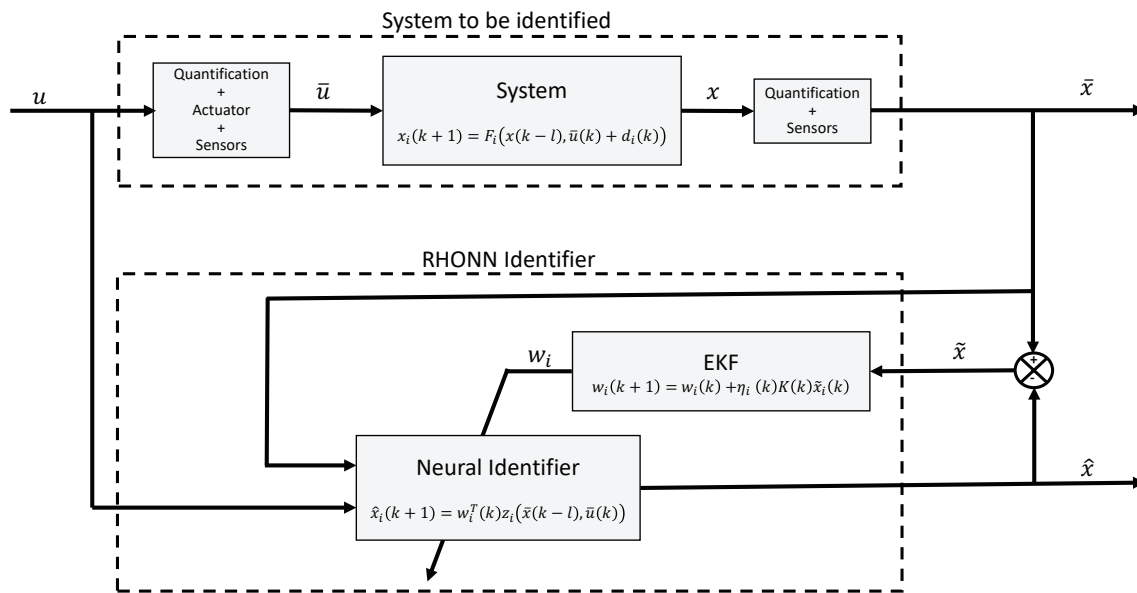 System to be identified
u
Quantification
+
Actuator
+
Sensors
ū
System
x_i(k + 1) = F_i(x(k − l), ū(k) + d_i(k))
x
Quantification
+
Sensors
x̄
RHONN Identifier
w_i
EKF
w_i(k + 1) = w_i(k) +η_i (k)K(k)x̃_i(k)
x̃
+
-
Neural Identifier
x̂_i(k + 1) = w_i^T(k)z_i(x̄(k − l), ū(k))
x̂